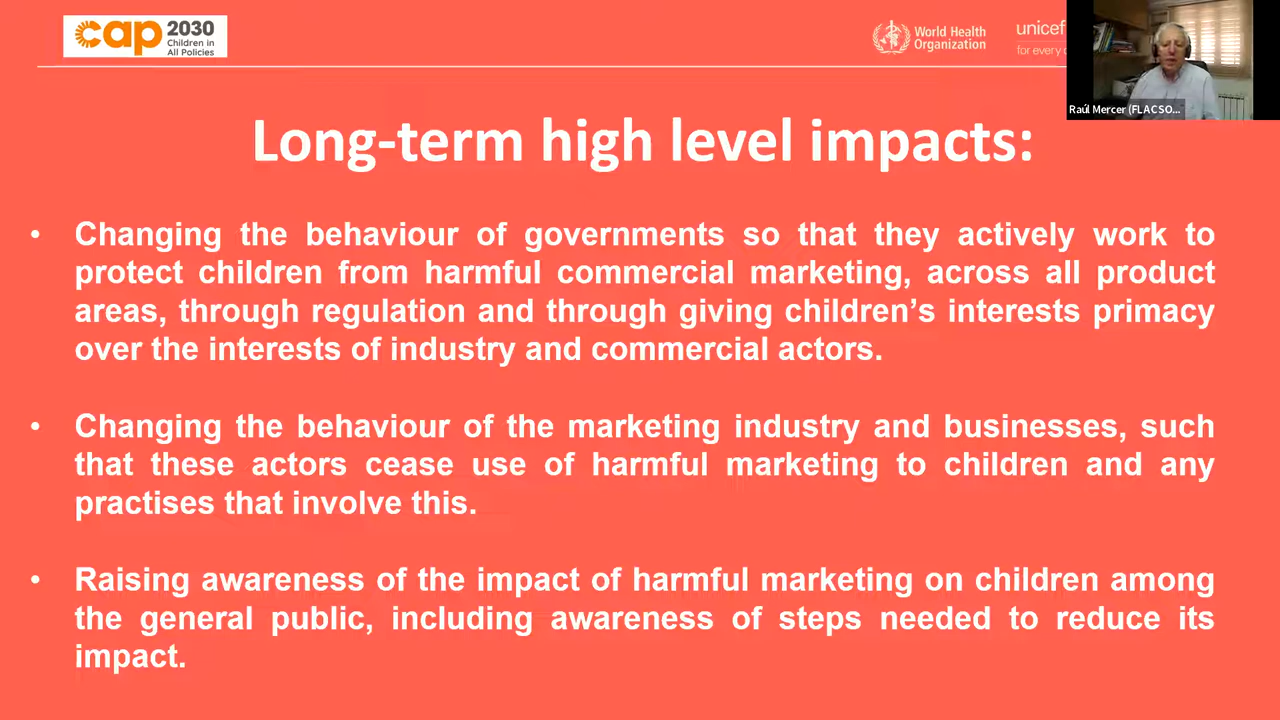 cap 2030
Children in
All Policies
World Health
Organization
unicef
for every
Raúl Mercer (FLACSO...
Long-term high level impacts:
• Changing the behaviour of governments so that they actively work to
protect children from harmful commercial marketing, across all product
areas, through regulation and through giving children’s interests primacy
over the interests of industry and commercial actors.
• Changing the behaviour of the marketing industry and businesses, such
that these actors cease use of harmful marketing to children and any
practises that involve this.
• Raising awareness of the impact of harmful marketing on children among
the general public, including awareness of steps needed to reduce its
impact.